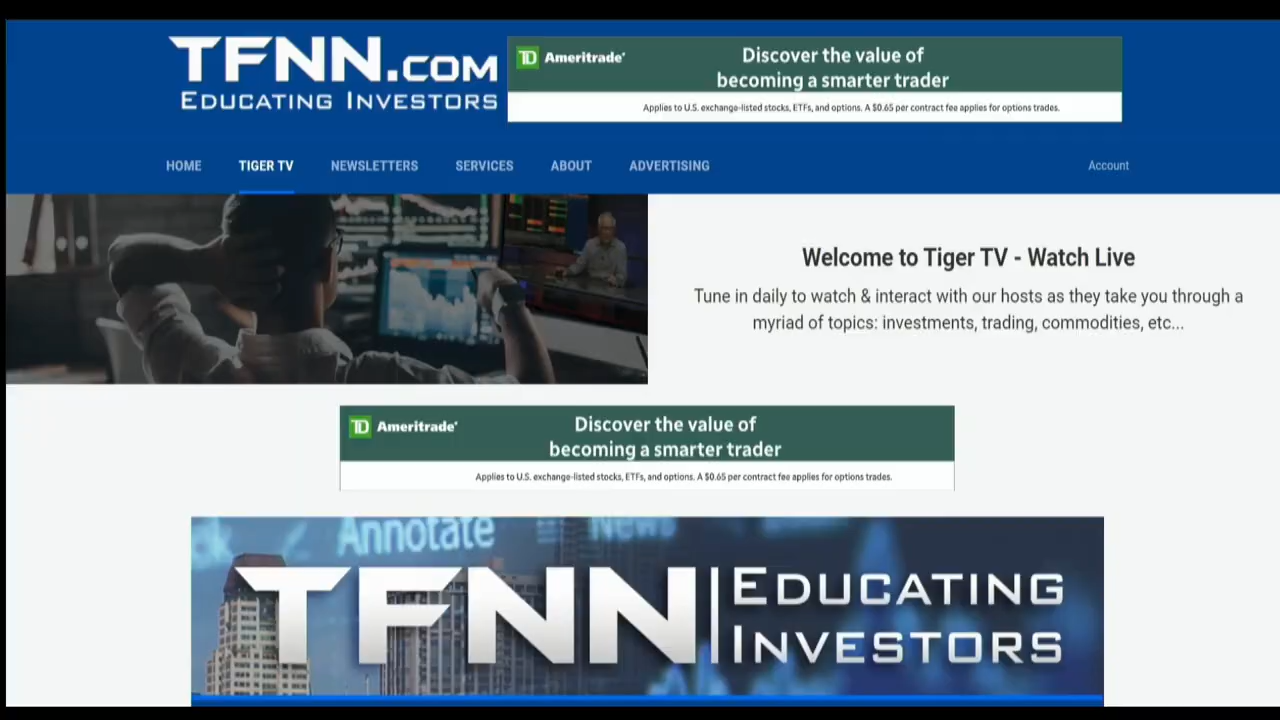 TFNN.COM
EDUCATING INVESTORS
TD Ameritrade
Discover the value of
becoming a smarter trader
Applies to U.S. exchange-listed stocks, ETFs, and options. A $0.65 per contract fee applies for options trades.
HOME TIGER TV NEWSLETTERS SERVICES ABOUT ADVERTISING Account
Welcome to Tiger TV - Watch Live
Tune in daily to watch & interact with our hosts as they take you through a
myriad of topics: investments, trading, commodities, etc...
TD Ameritrade
Discover the value of
becoming a smarter trader
Applies to U.S. exchange-listed stocks, ETFs, and options. A $0.65 per contract fee applies for options trades.
Annotate News
TFNN EDUCATING
INVESTORS